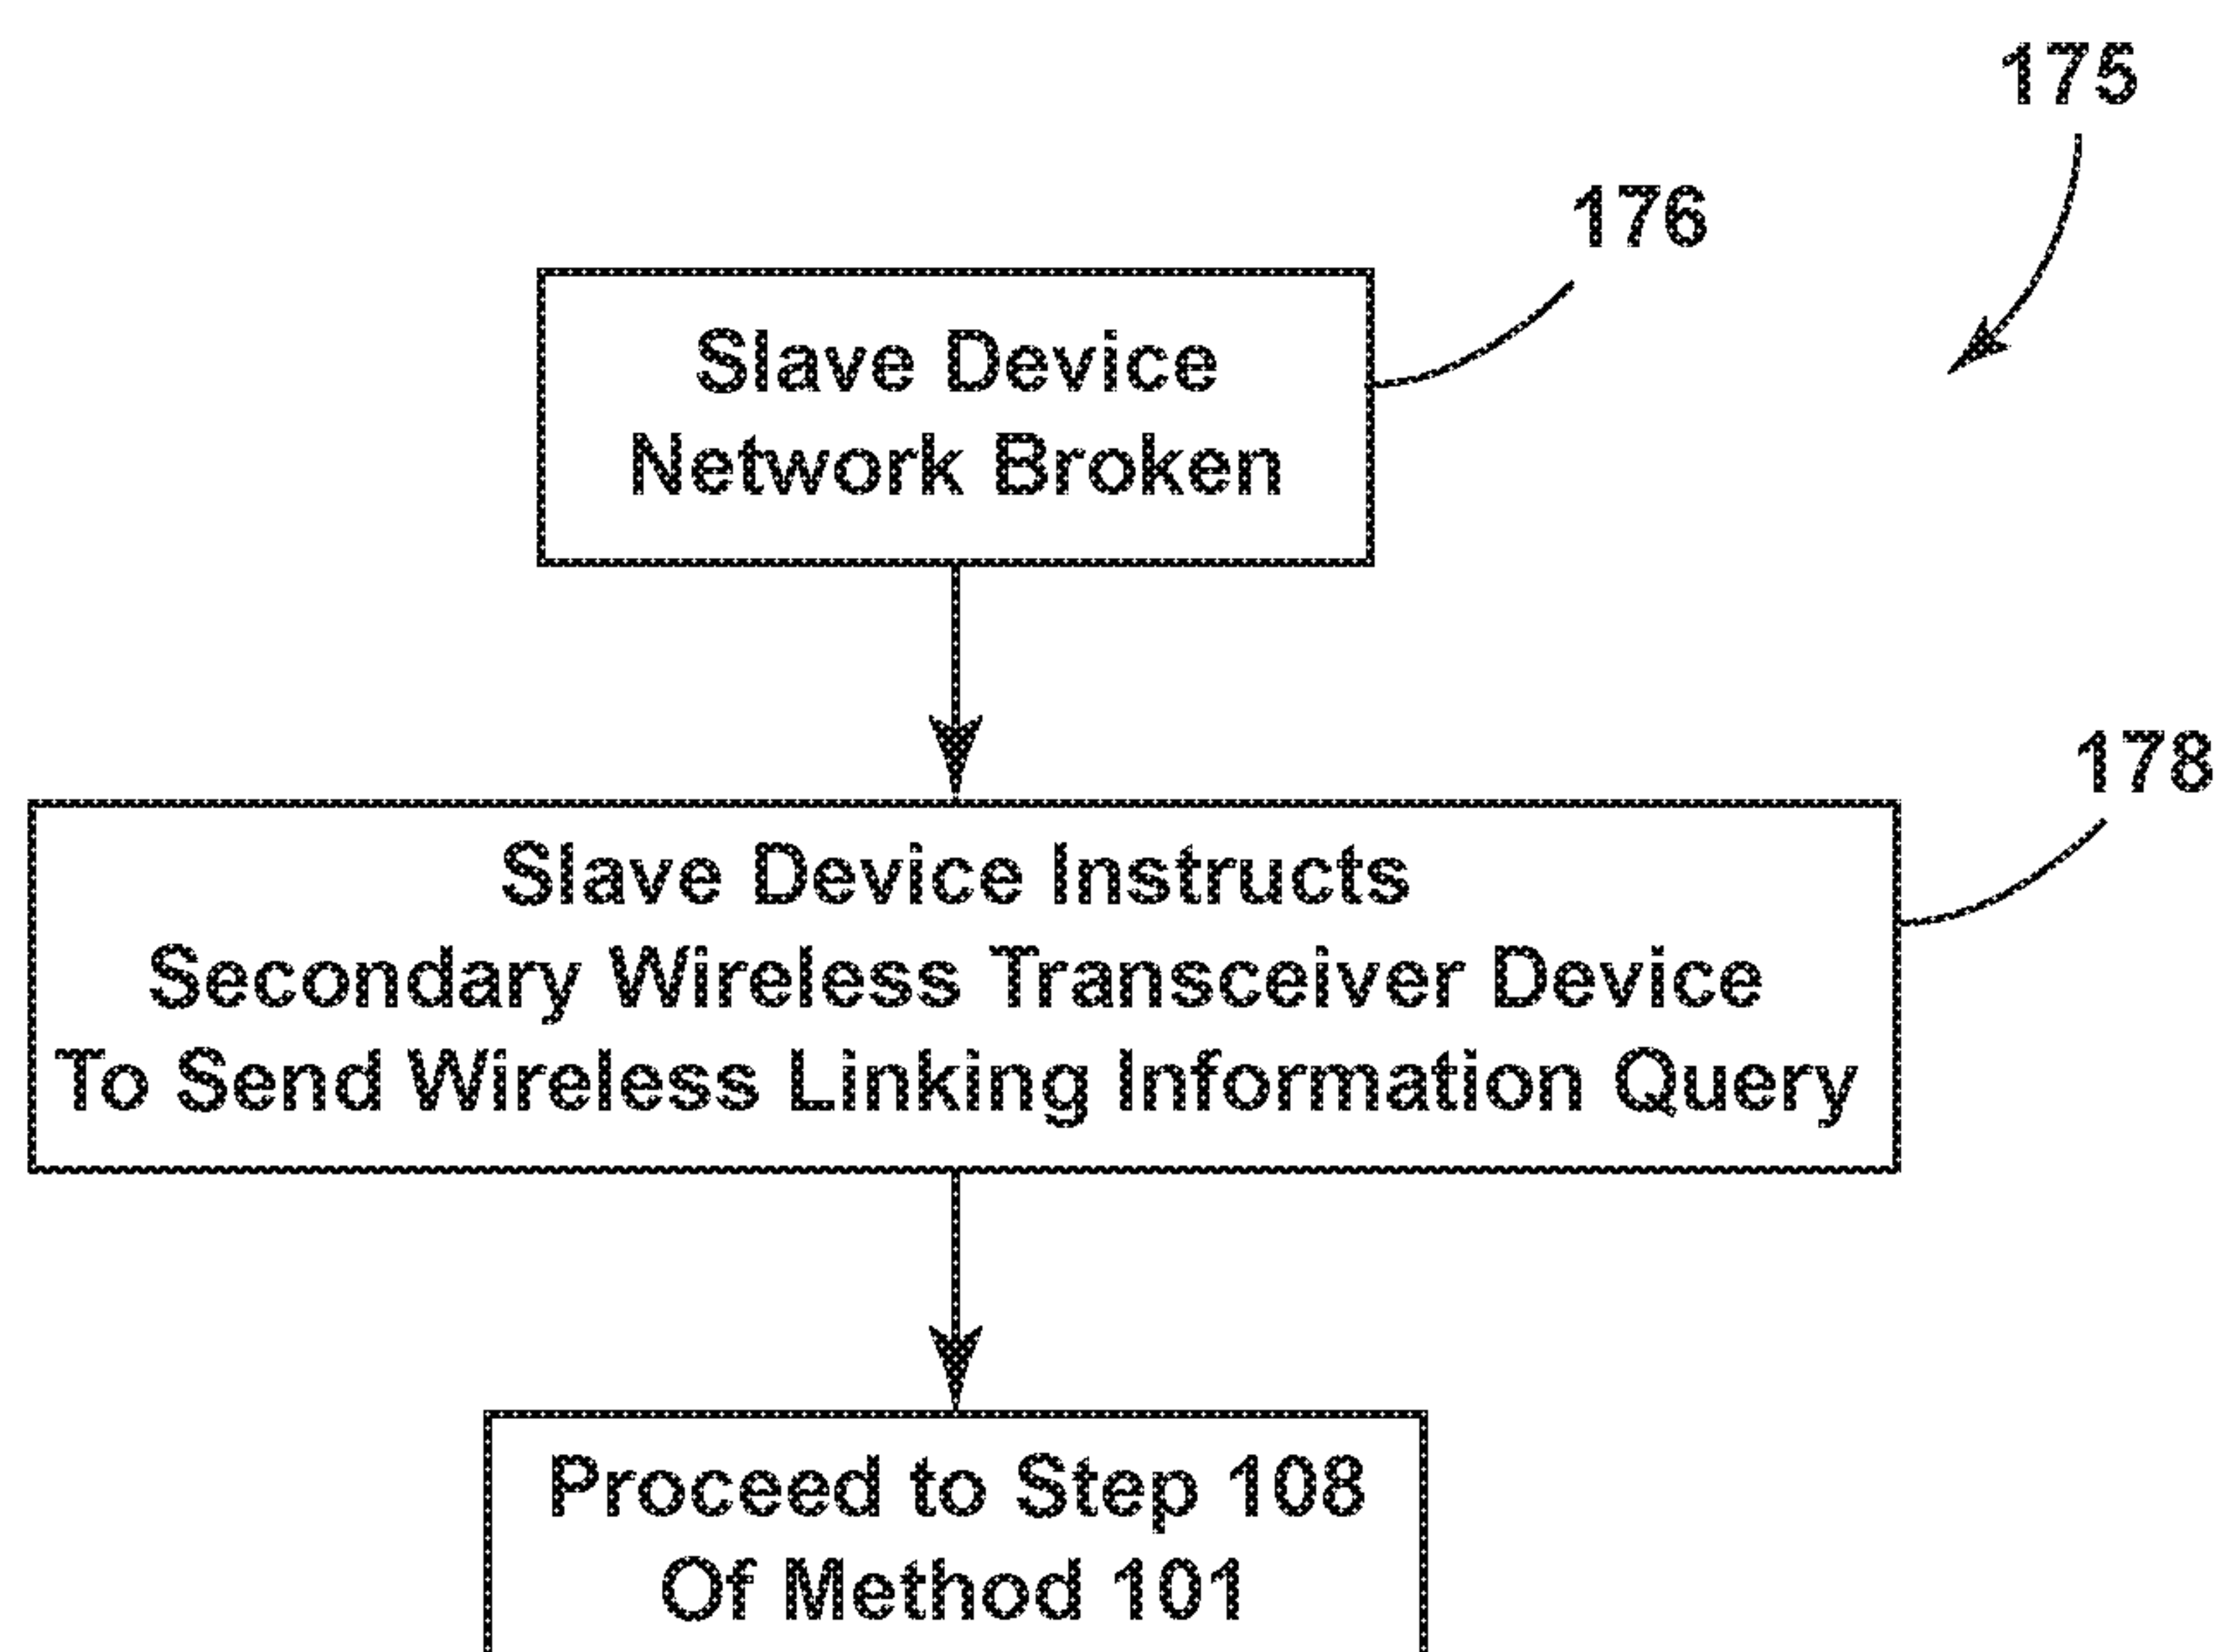 175
176
Slave Device
Network Broken
178
Slave Device Instructs
Secondary Wireless Transceiver Device
To Send Wireless Linking Information Query
Proceed to Step 108
Of Method 101